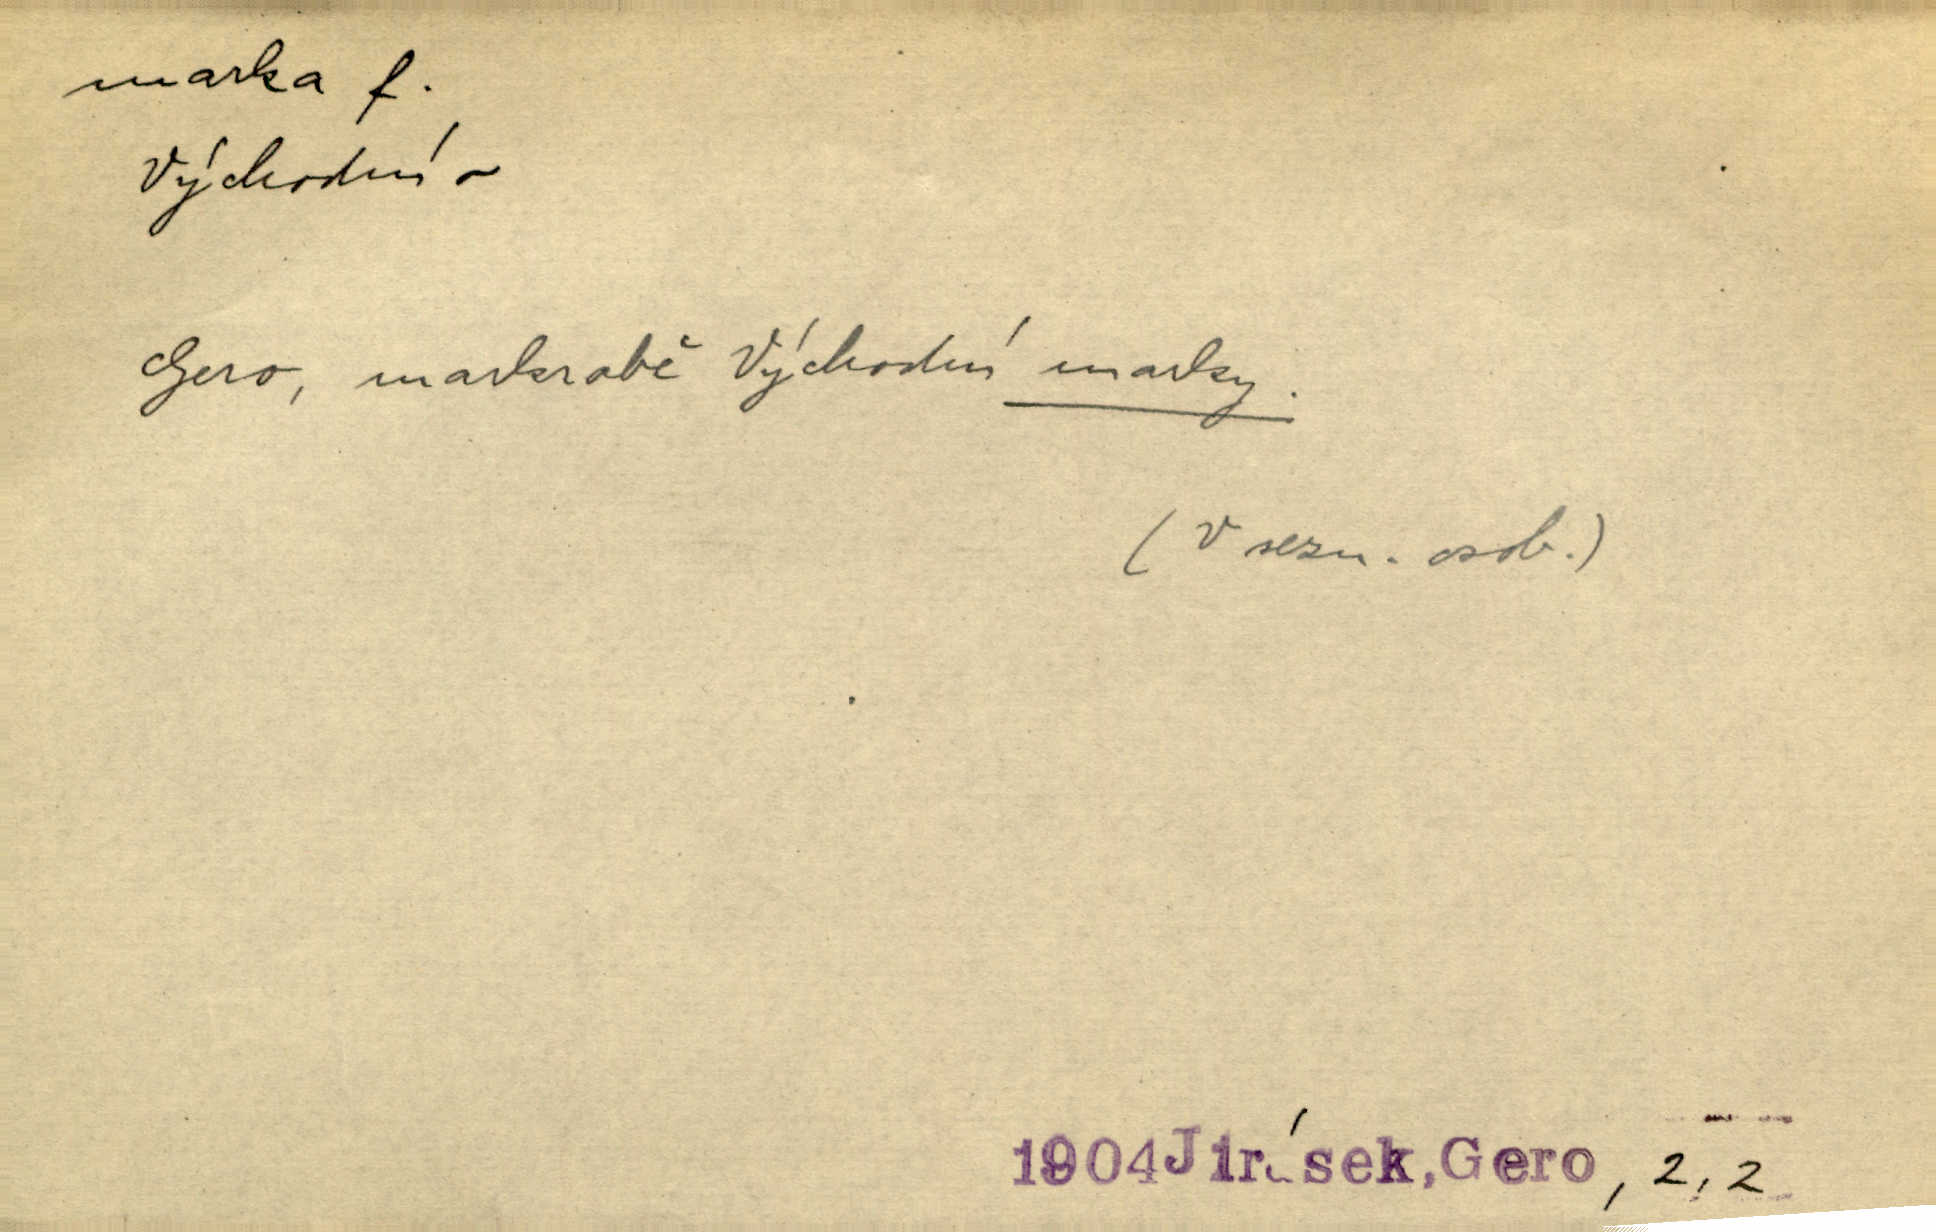 marka f.
Východní ~
Gero, markrabě Východní marky.
(V sezn. osob.)
1904 Jirásek, Gero, 2, 2